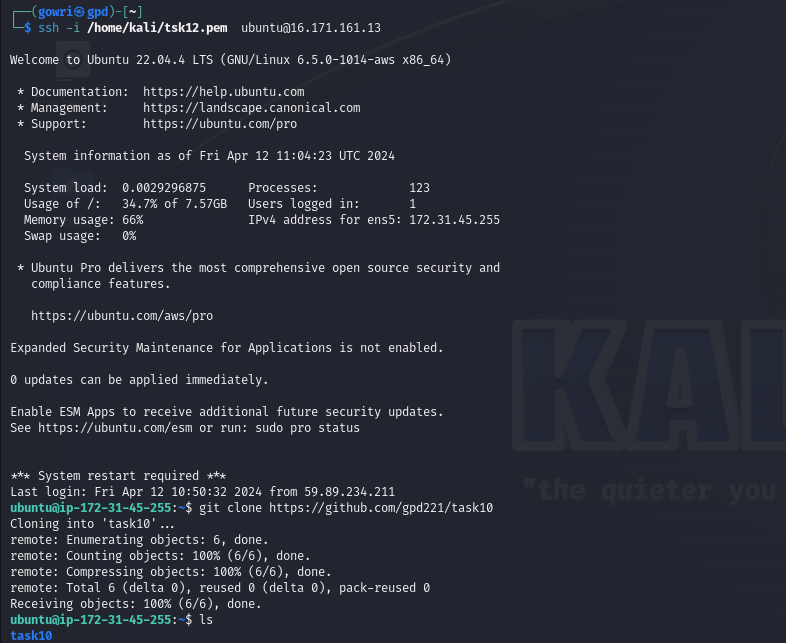 ┌──(gowri㉿gpd)-[~]
└─$ ssh -i /home/kali/tsk12.pem  ubuntu@16.171.161.13
Welcome to Ubuntu 22.04.4 LTS (GNU/Linux 6.5.0-1014-aws x86_64)
* Documentation:  https://help.ubuntu.com
* Management:     https://landscape.canonical.com
* Support:        https://ubuntu.com/pro
System information as of Fri Apr 12 11:04:23 UTC 2024
System load:  0.0029296875      Processes:             123
Usage of /:   34.7% of 7.57GB   Users logged in:       1
Memory usage: 66%               IPv4 address for ens5: 172.31.45.255
Swap usage:   0%
* Ubuntu Pro delivers the most comprehensive open source security and
compliance features.
https://ubuntu.com/aws/pro
Expanded Security Maintenance for Applications is not enabled.
0 updates can be applied immediately.
Enable ESM Apps to receive additional future security updates.
See https://ubuntu.com/esm or run: sudo pro status
*** System restart required ***
Last login: Fri Apr 12 10:50:32 2024 from 59.89.234.211
ubuntu@ip-172-31-45-255:~$ git clone https://github.com/gpd221/task10
Cloning into 'task10'...
remote: Enumerating objects: 6, done.
remote: Counting objects: 100% (6/6), done.
remote: Compressing objects: 100% (6/6), done.
remote: Total 6 (delta 0), reused 0 (delta 0), pack-reused 0
Receiving objects: 100% (6/6), done.
ubuntu@ip-172-31-45-255:~$ ls
task10
KAL
"the quieter you